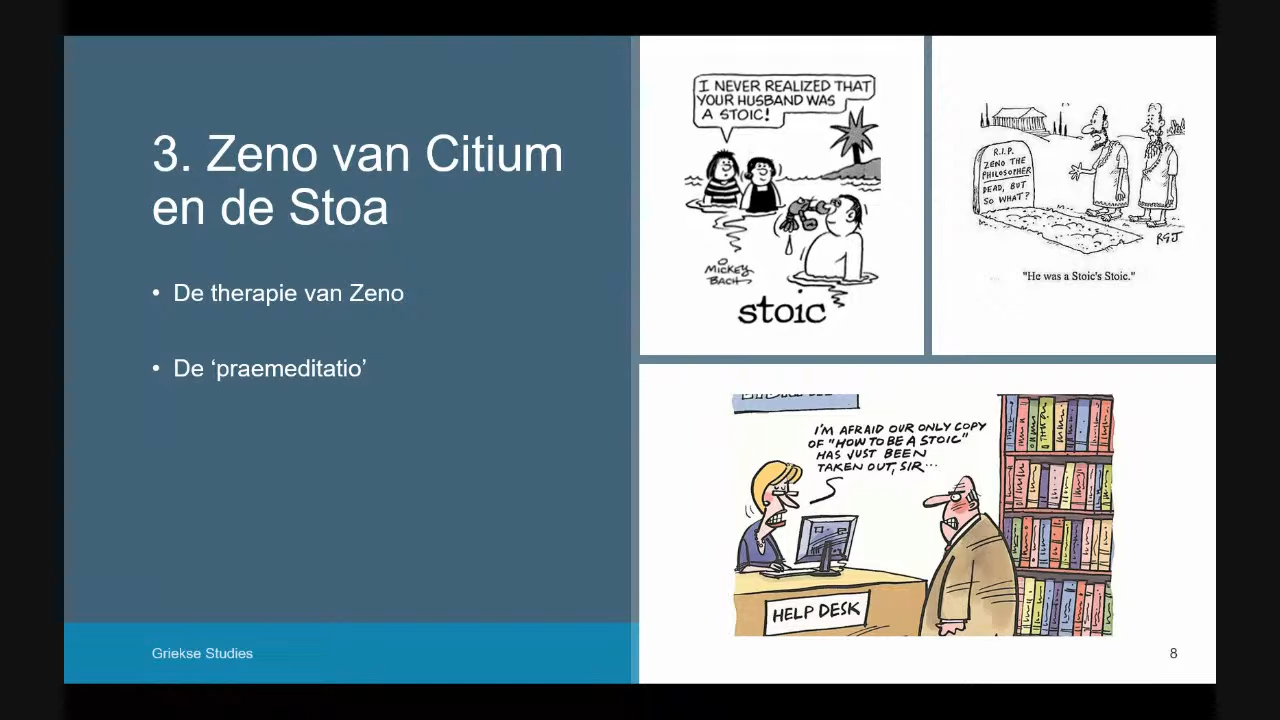 3. Zeno van Citium
en de Stoa
• De therapie van Zeno
• De ‘praemeditatio’
Griekse Studies
I NEVER REALIZED THAT
YOUR HUSBAND WAS
A STOIC!
MICKEY
BACH
stoic
R.I.P.
ZENO THE
PHILOSOPHER
DEAD, BUT
SO WHAT?
RGJ
"He was a Stoic's Stoic."
I'M AFRAID OUR ONLY COPY
OF "HOW TO BE A STOIC"
HAS JUST BEEN
TAKEN OUT, SIR...
HELP DESK
8